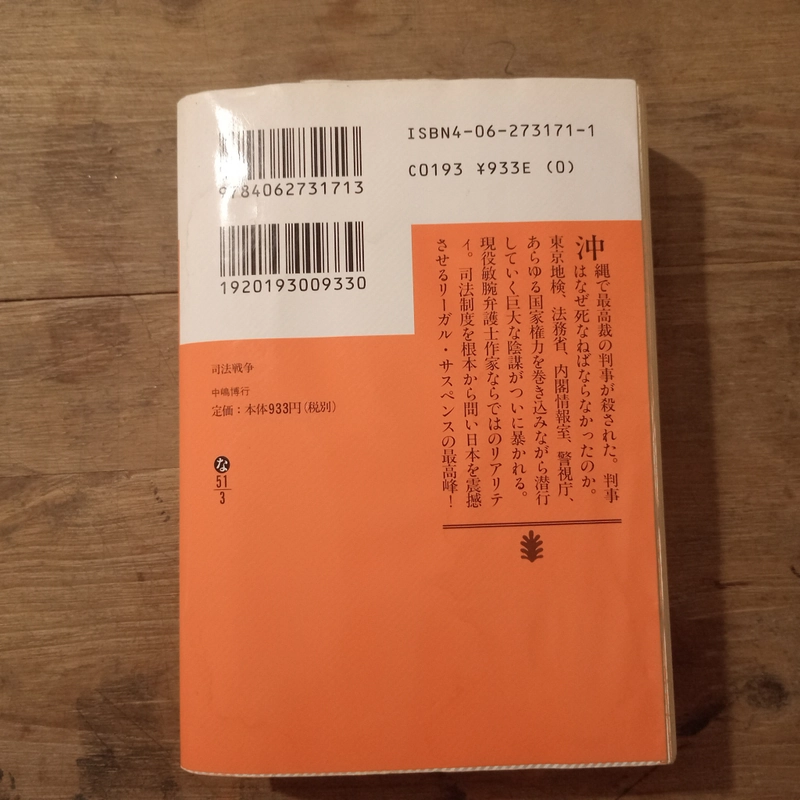 ISBN4-06-273171-1
C0193 ¥933E (0)
9784062731713
1920193009330
沖縄で最高裁の判事が殺された。判事
はなぜ死なねばならなかったのか。
東京地検、法務省、内閣情報室、警視庁、
あらゆる国家権力を巻き込みながら潜行
していく巨大な陰謀がついに暴かれる。
現役敏腕弁護士作家ならではのリアリテ
ィ。司法制度を根本から問い日本を震撼
させるリーガル・サスペンスの最高峰!
司法戦争
中嶋博行
定価:本体933円(税別)
な
51
3